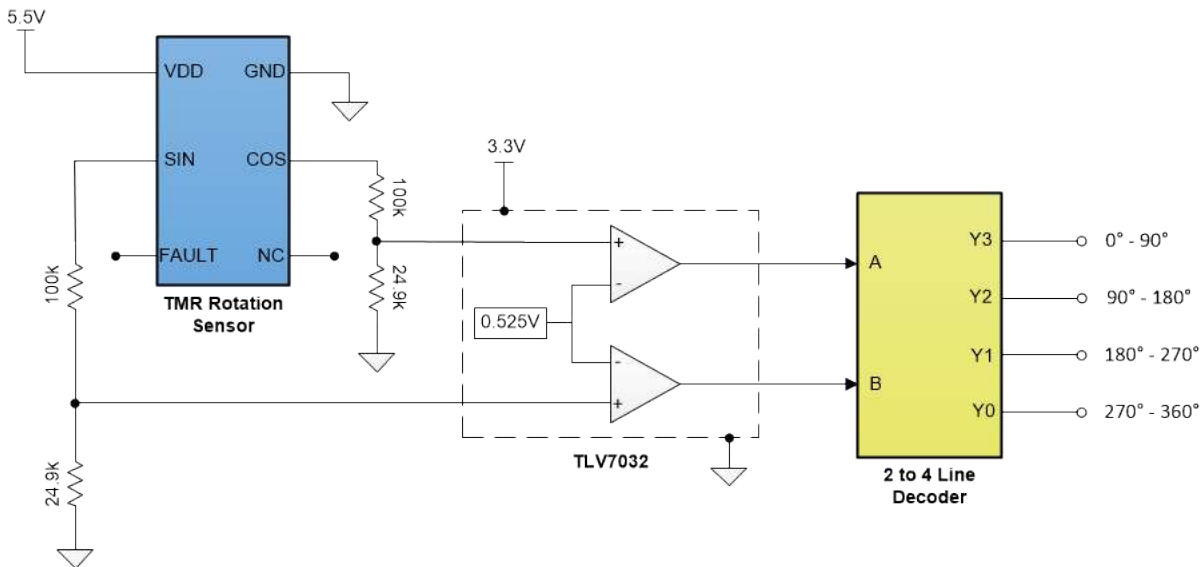 5.5V
VDD
GND
SIN
COS
FAULT
NC
TMR Rotation
Sensor
100k
24.9k
100k
24.9k
3.3V
+
-
0.525V
-
+
TLV7032
A
B
Y3
Y2
Y1
Y0
2 to 4 Line
Decoder
0° - 90°
90° - 180°
180° - 270°
270° - 360°